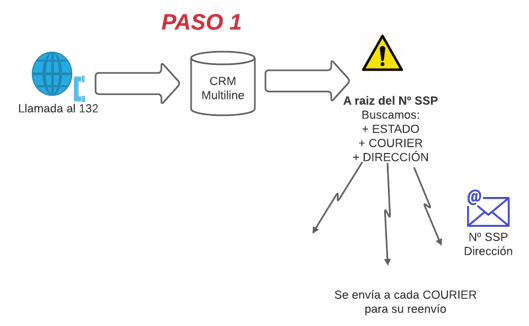 PASO 1
Llamada al 132
CRM
Multiline
A raiz del Nº SSP
Buscamos:
+ ESTADO
+ COURIER
+ DIRECCIÓN
@
Nº SSP
Dirección
Se envía a cada COURIER
para su reenvío